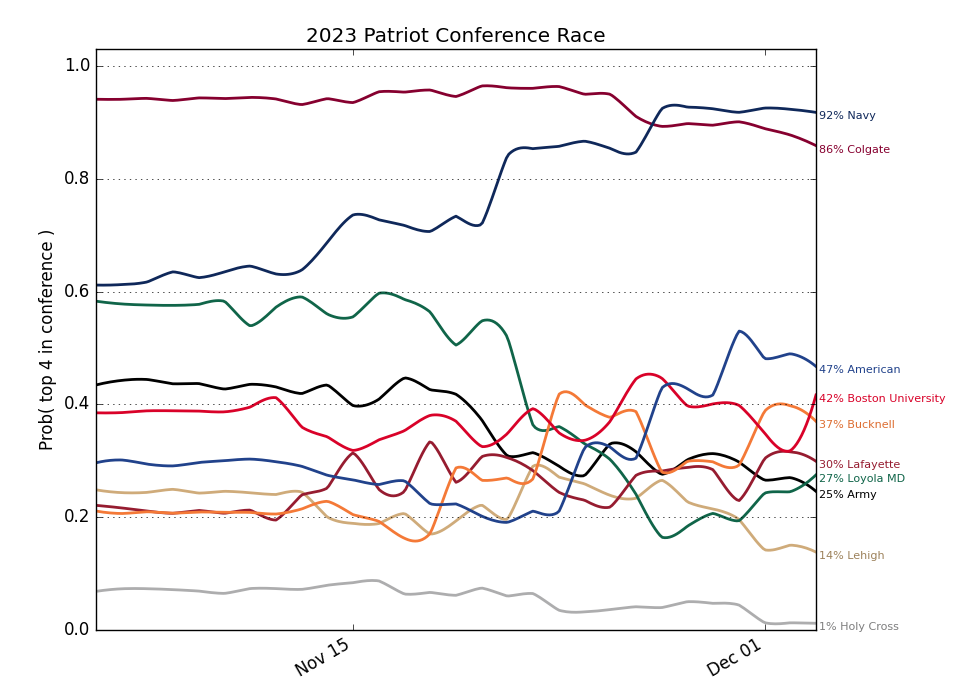 2023 Patriot Conference Race
Prob( top 4 in conference )
1.0
0.8
0.6
0.4
0.2
0.0
Nov 15
Dec 01
92% Navy
86% Colgate
47% American
42% Boston University
37% Bucknell
30% Lafayette
27% Loyola MD
25% Army
14% Lehigh
1% Holy Cross